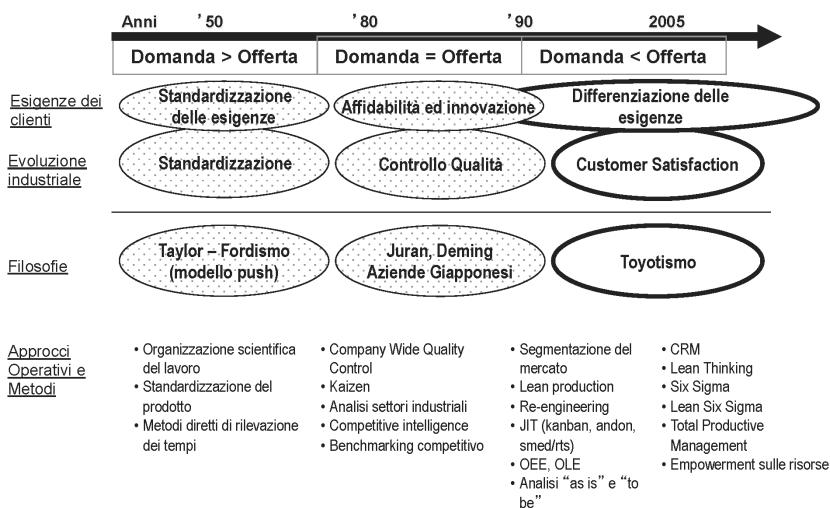 Anni '50 '80 '90 2005
Domanda > Offerta Domanda = Offerta Domanda < Offerta
Esigenze dei
clienti
Standardizzazione
delle esigenze
Affidabilità ed innovazione
Differenziazione delle
esigenze
Evoluzione
industriale
Standardizzazione
Controllo Qualità
Customer Satisfaction
Filosofie
Taylor – Fordismo
(modello push)
Juran, Deming
Aziende Giapponesi
Toyotismo
Approcci
Operativi e
Metodi
• Organizzazione scientifica
del lavoro
• Standardizzazione del
prodotto
• Metodi diretti di rilevazione
dei tempi
• Company Wide Quality
Control
• Kaizen
• Analisi settori industriali
• Competitive intelligence
• Benchmarking competitivo
• Segmentazione del
mercato
• Lean production
• Re-engineering
• JIT (kanban, andon,
smed/rts)
• OEE, OLE
• Analisi “as is” e “to
be”
• CRM
• Lean Thinking
• Six Sigma
• Lean Six Sigma
• Total Productive
Management
• Empowerment sulle risorse